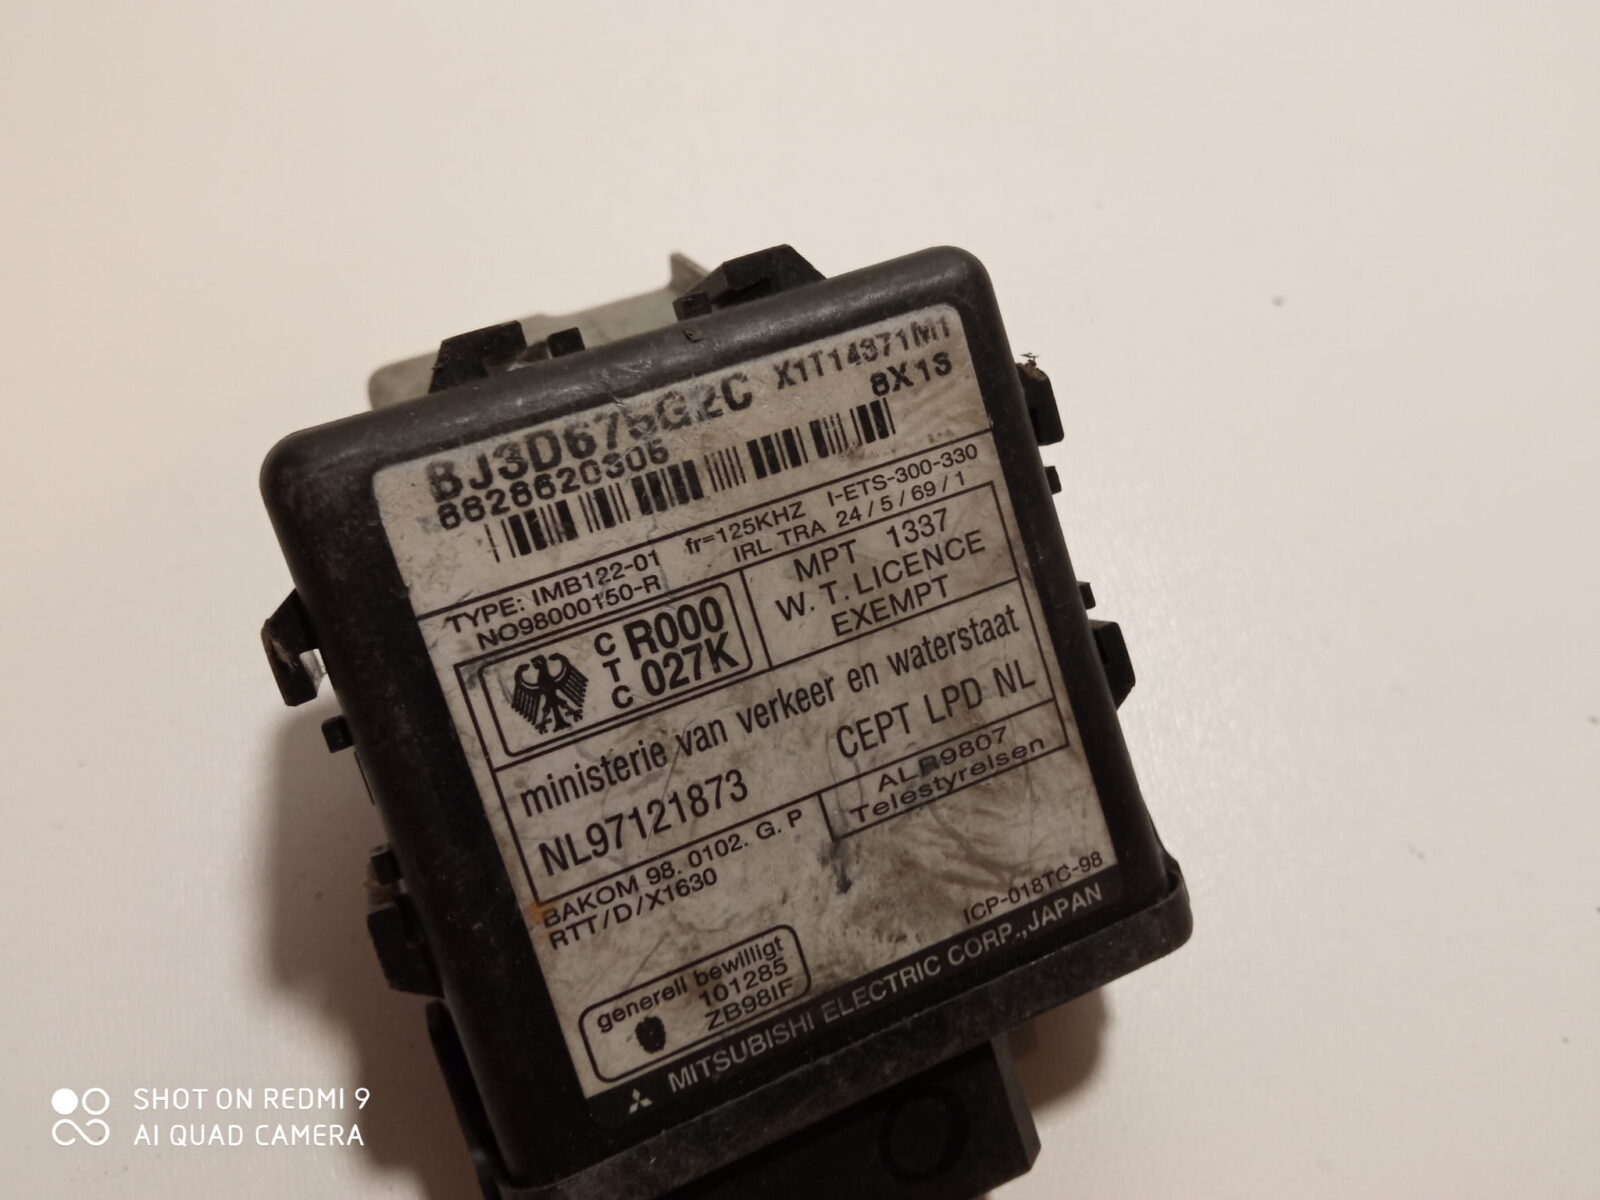 BJ3D675G2C X1T14371M1
6626620305 8X1S
TYPE: IMB122-01 fr=125KHZ I-ETS-300-330
NO98000150-R IRL TRA 24/5/69/1
CTC R000 027K
MPT 1337
W.T.LICENCE
EXEMPT
ministerie van verkeer en waterstaat
NL97121873 CEPT LPD NL
BAKOM 98.0102.G.P
RTT/D/X1630
ALR9807
Telestyrelsen
generell bewilligt
101285
ZB98IF
ICP-018TC-98
MITSUBISHI ELECTRIC CORP.,JAPAN
SHOT ON REDMI 9
AI QUAD CAMERA